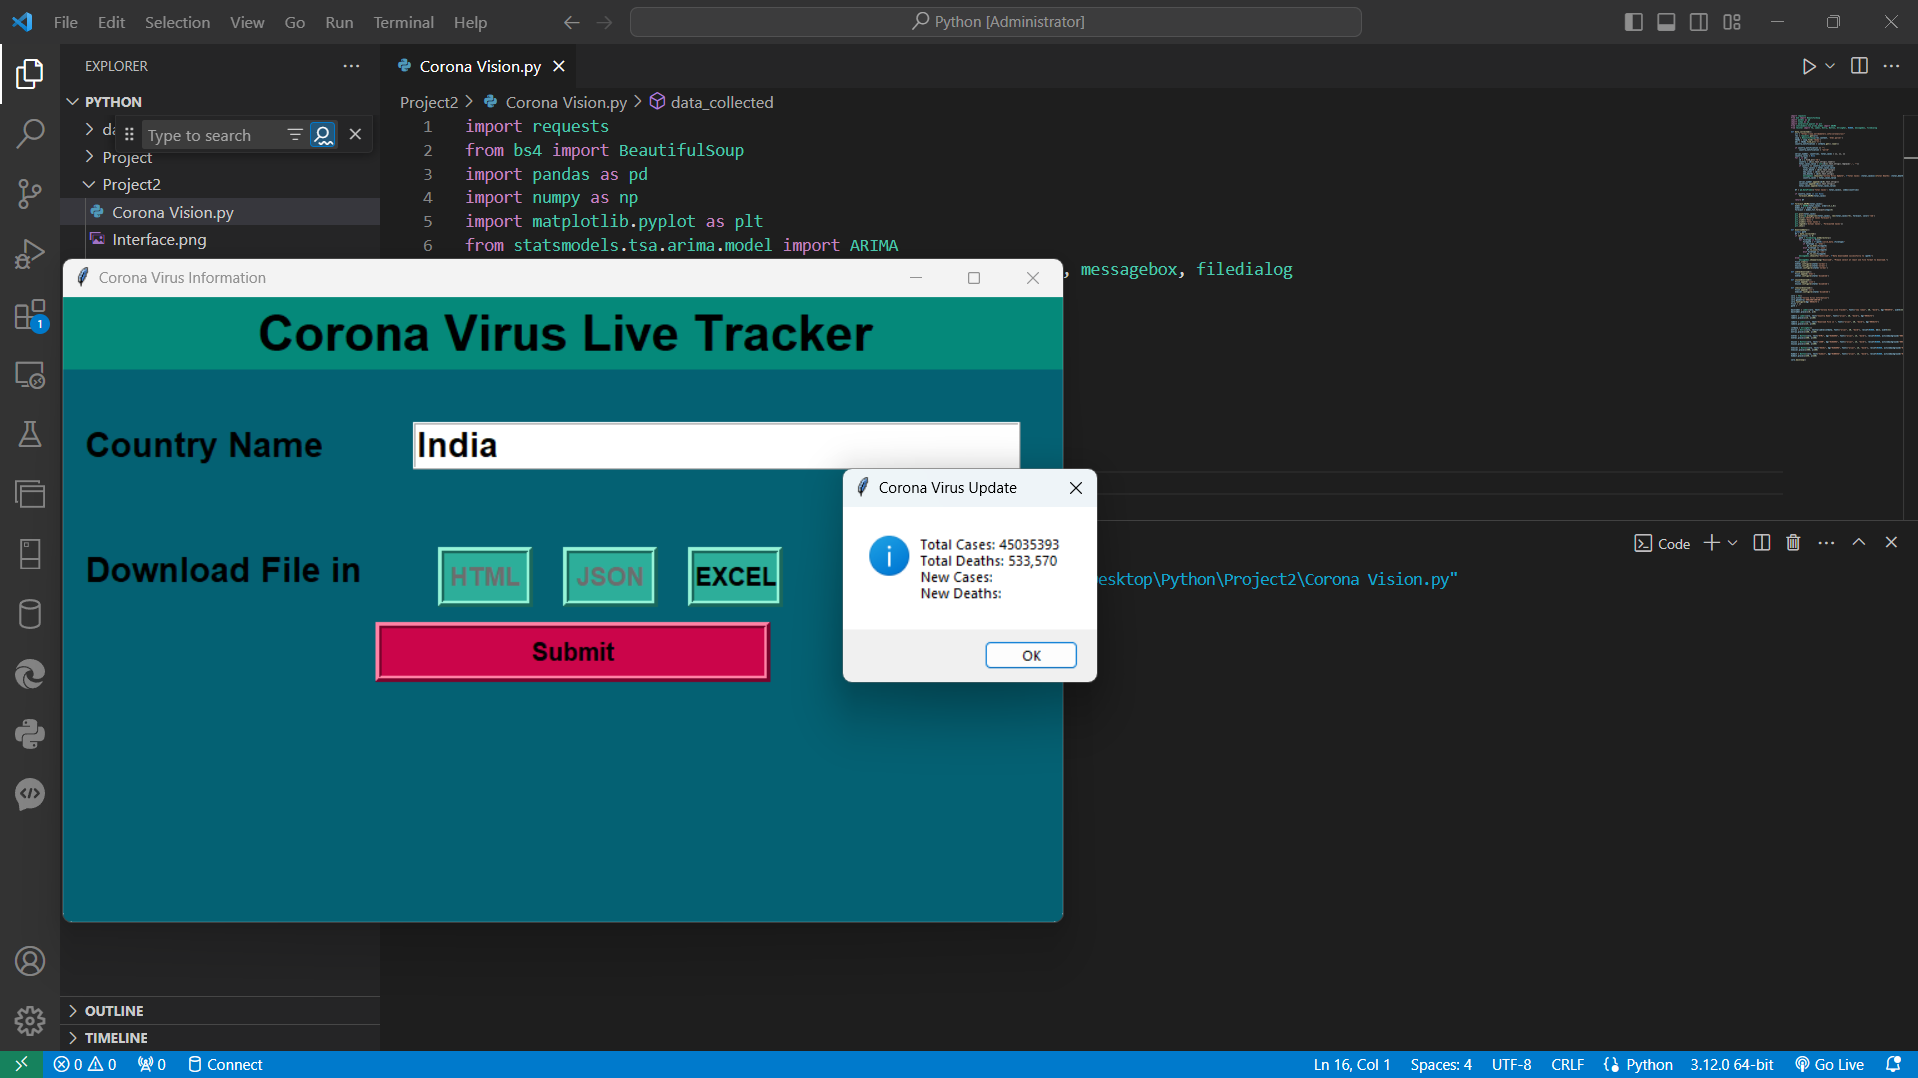 File Edit Selection View Go Run Terminal Help
Python [Administrator]
EXPLORER
Corona Vision.py
PYTHON
Project2 > Corona Vision.py > data_collected
da
Type to search
Project
Project2
Corona Vision.py
Interface.png
1 import requests
2 from bs4 import BeautifulSoup
3 import pandas as pd
4 import numpy as np
5 import matplotlib.pyplot as plt
6 from statsmodels.tsa.arima.model import ARIMA
, messagebox, filedialog
1
Corona Virus Information
Corona Virus Live Tracker
Country Name
India
Download File in
HTML
JSON
EXCEL
Submit
Corona Virus Update
Total Cases: 45035393
Total Deaths: 533,570
New Cases:
New Deaths:
OK
Code
esktop\Python\Project2\Corona Vision.py"
OUTLINE
TIMELINE
0 0 0 Connect
Ln 16, Col 1 Spaces: 4 UTF-8 CRLF Python 3.12.0 64-bit Go Live